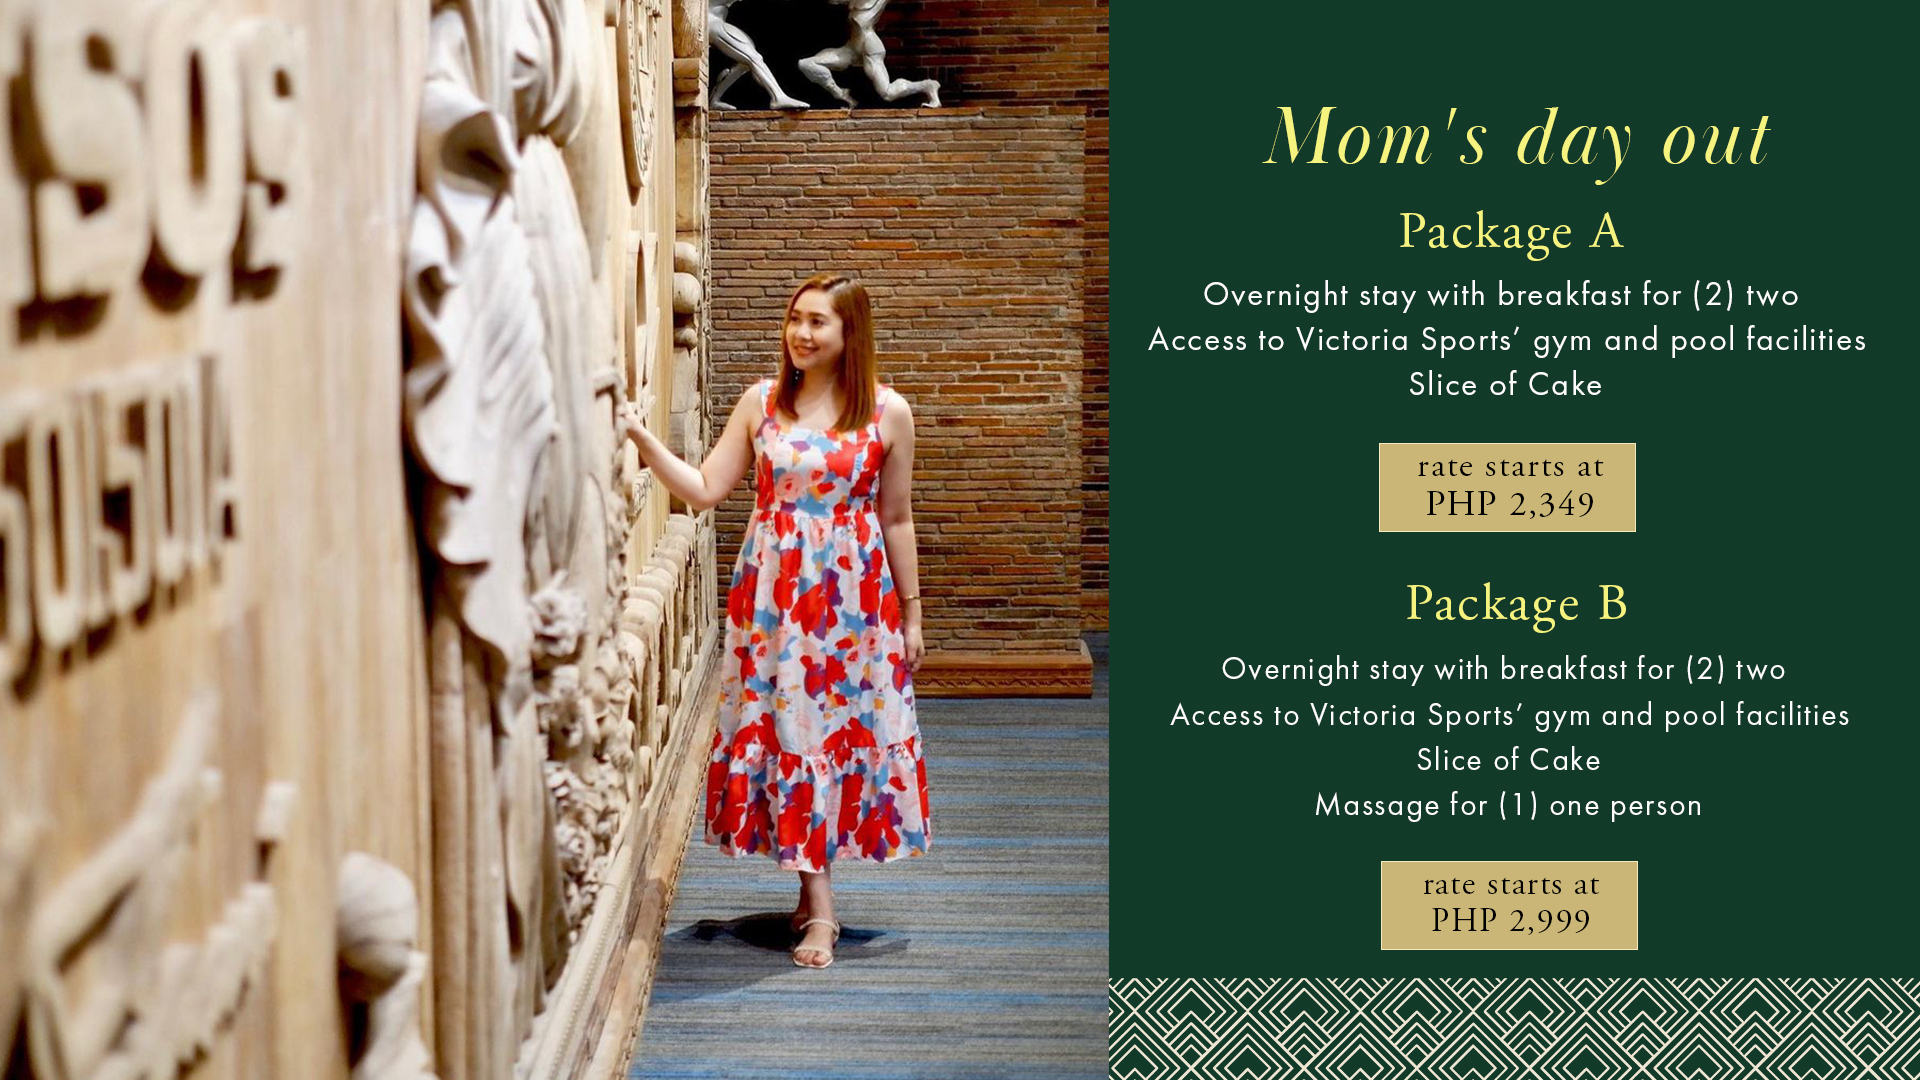 Mom's day out
Package A
Overnight stay with breakfast for (2) two
Access to Victoria Sports’ gym and pool facilities
Slice of Cake
rate starts at
PHP 2,349
Package B
Overnight stay with breakfast for (2) two
Access to Victoria Sports’ gym and pool facilities
Slice of Cake
Massage for (1) one person
rate starts at
PHP 2,999